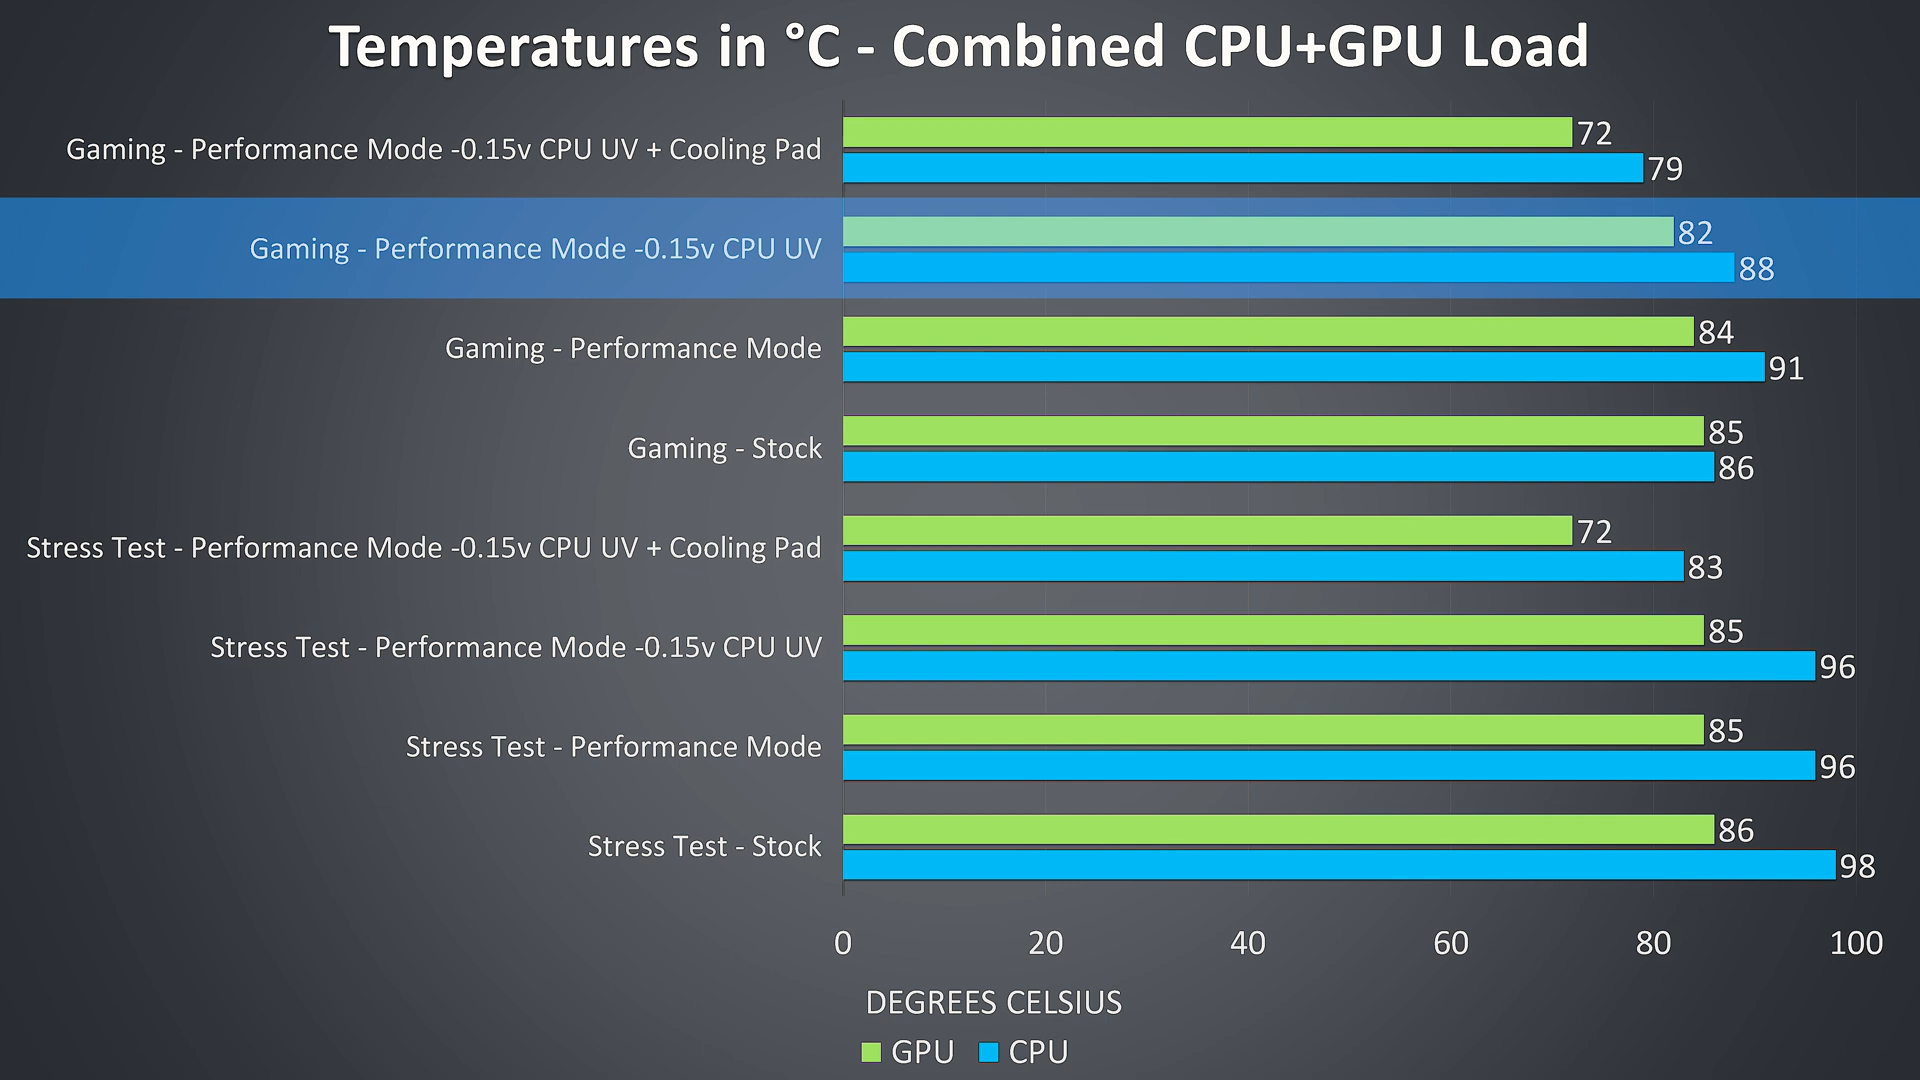 Temperatures in °C - Combined CPU+GPU Load
Gaming - Performance Mode -0.15v CPU UV + Cooling Pad
72
79
Gaming - Performance Mode -0.15v CPU UV
82
88
Gaming - Performance Mode
84
91
Gaming - Stock
85
86
Stress Test - Performance Mode -0.15v CPU UV + Cooling Pad
72
83
Stress Test - Performance Mode -0.15v CPU UV
85
96
Stress Test - Performance Mode
85
96
Stress Test - Stock
86
98
0 20 40 60 80 100
DEGREES CELSIUS
GPU CPU